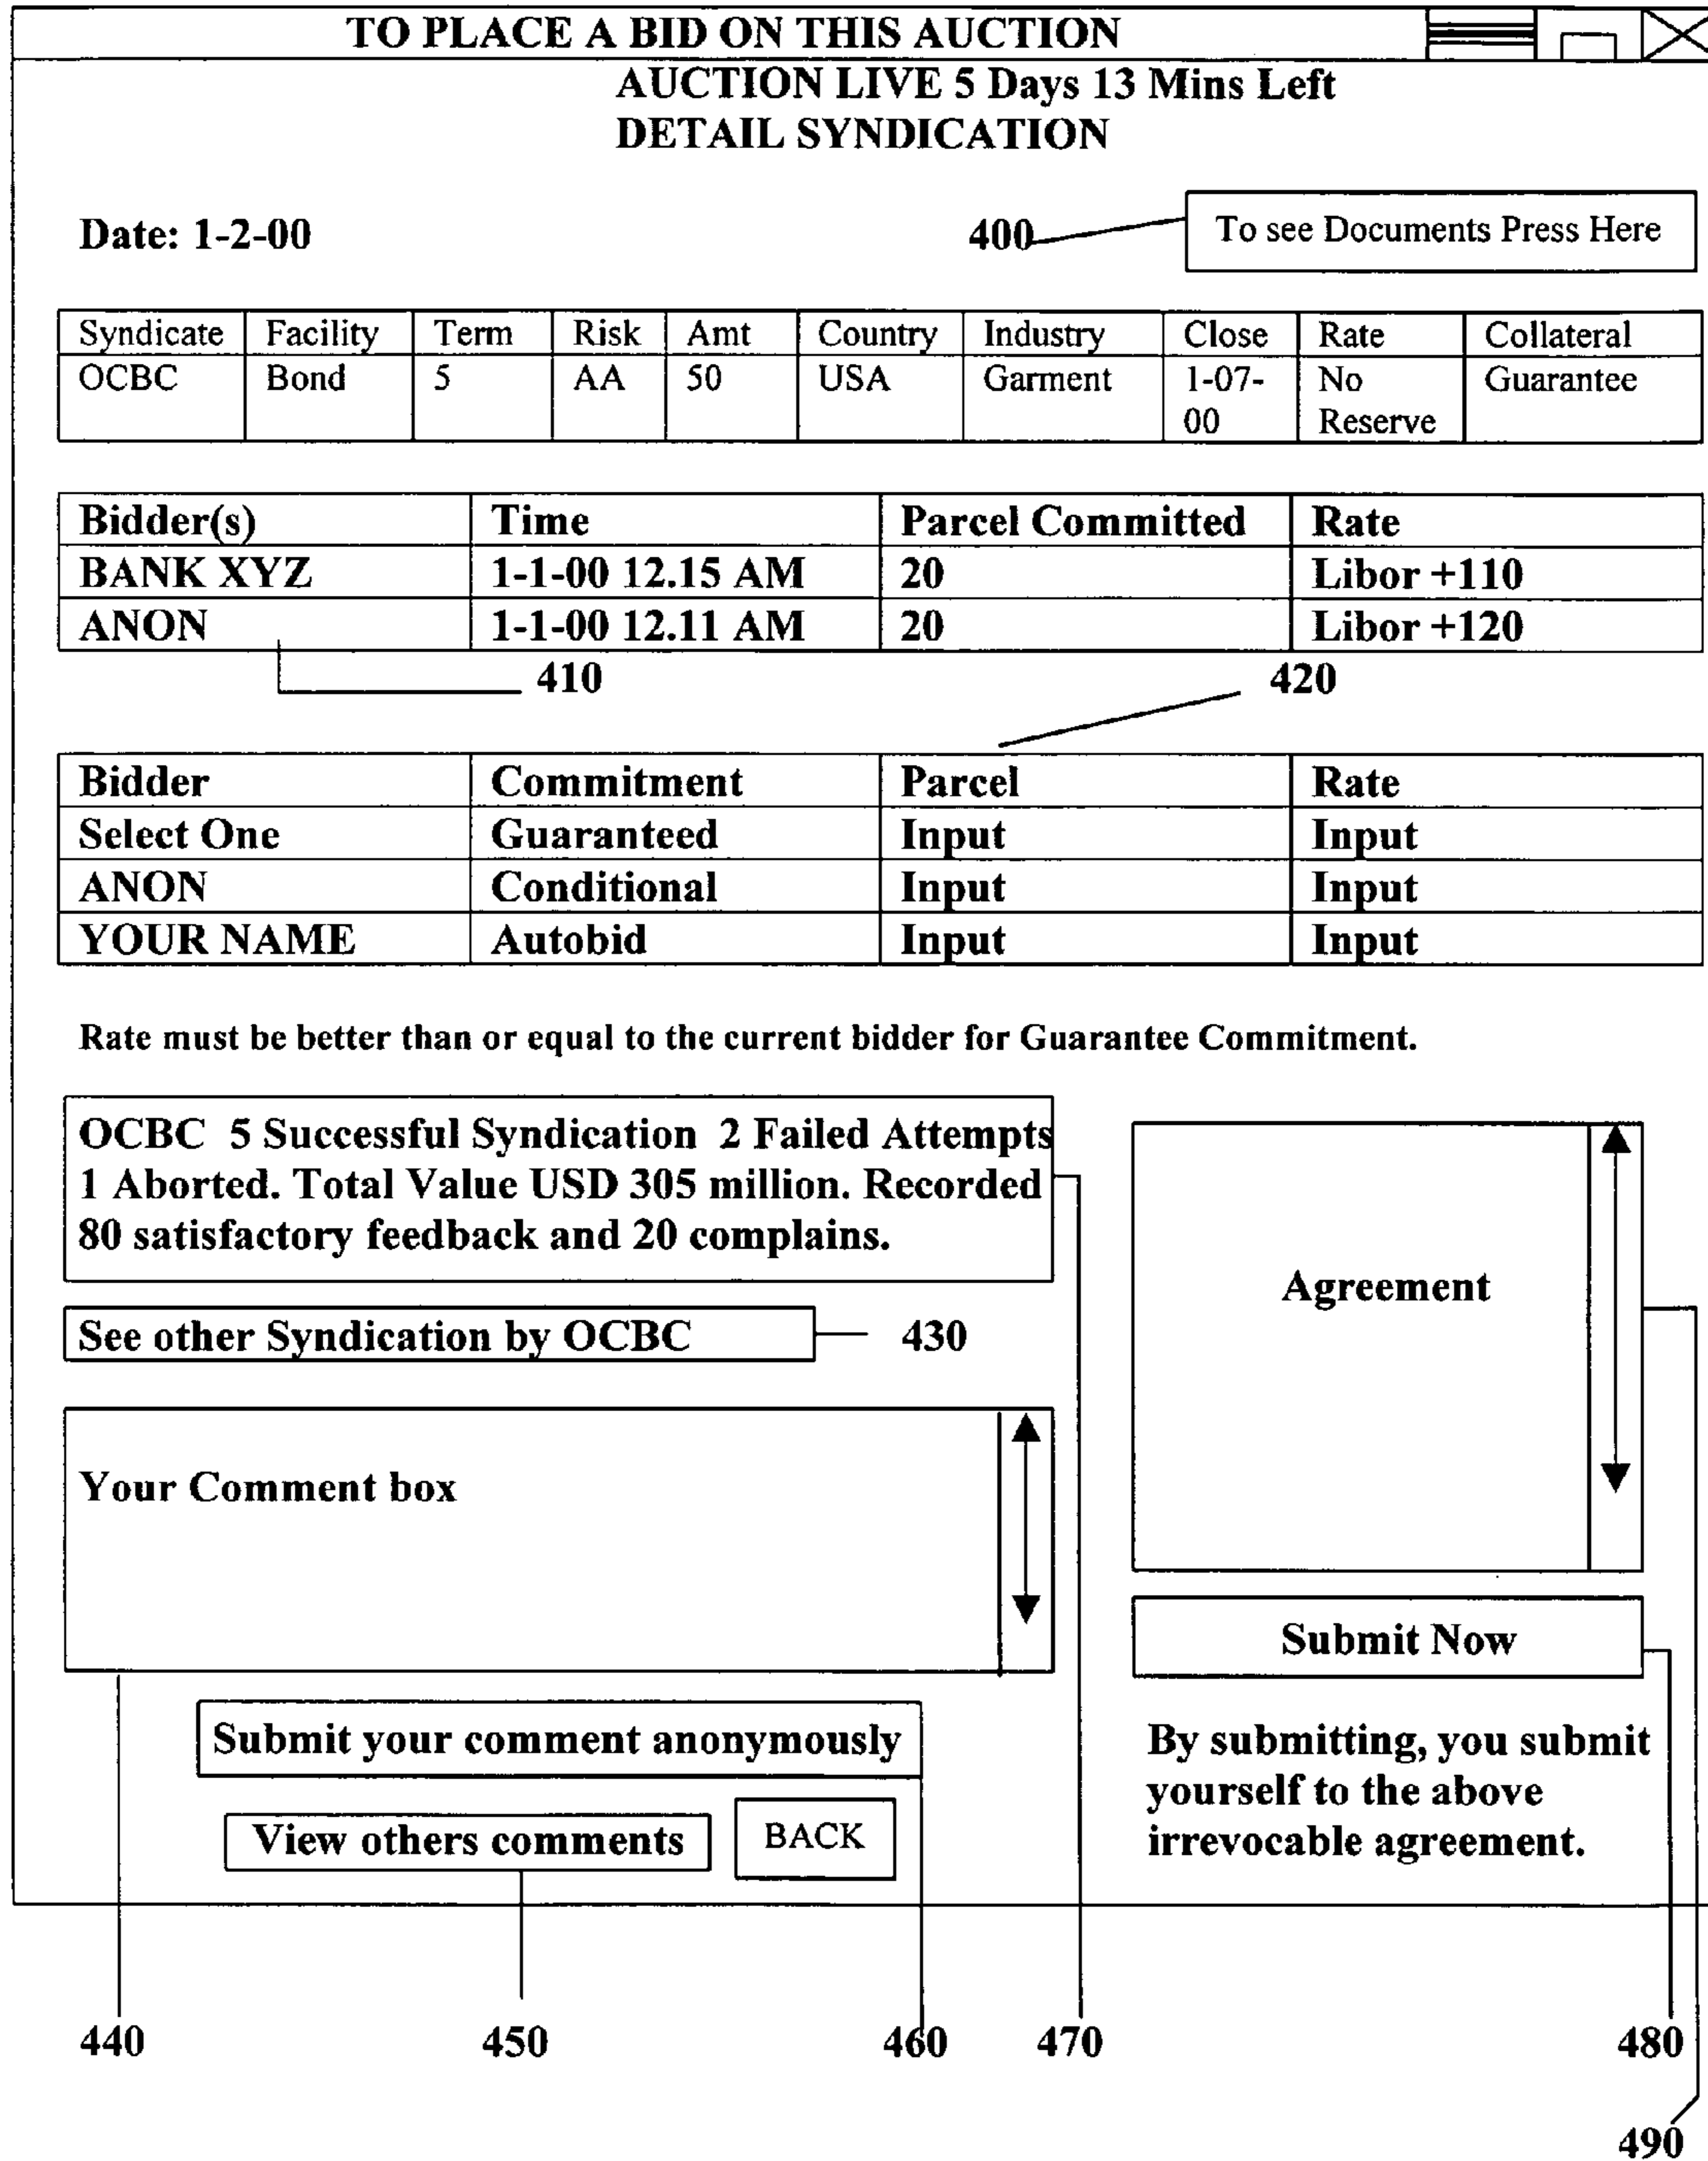 TO PLACE A BID ON THIS AUCTION
AUCTION LIVE 5 Days 13 Mins Left
DETAIL SYNDICATION
Date: 1-2-00
400
To see Documents Press Here
Syndicate Facility Term Risk Amt Country Industry Close Rate Collateral
OCBC Bond 5 AA 50 USA Garment 1-07- No Guarantee
00 Reserve
Bidder(s) Time Parcel Committed Rate
BANK XYZ 1-1-00 12.15 AM 20 Libor +110
ANON 1-1-00 12.11 AM 20 Libor +120
410 420
Bidder Commitment Parcel Rate
Select One Guaranteed Input Input
ANON Conditional Input Input
YOUR NAME Autobid Input Input
Rate must be better than or equal to the current bidder for Guarantee Commitment.
OCBC 5 Successful Syndication 2 Failed Attempts
1 Aborted. Total Value USD 305 million. Recorded
80 satisfactory feedback and 20 complains.
See other Syndication by OCBC
430
Your Comment box
Submit your comment anonymously
View others comments
BACK
Agreement
Submit Now
By submitting, you submit
yourself to the above
irrevocable agreement.
440 450 460 470 480
490